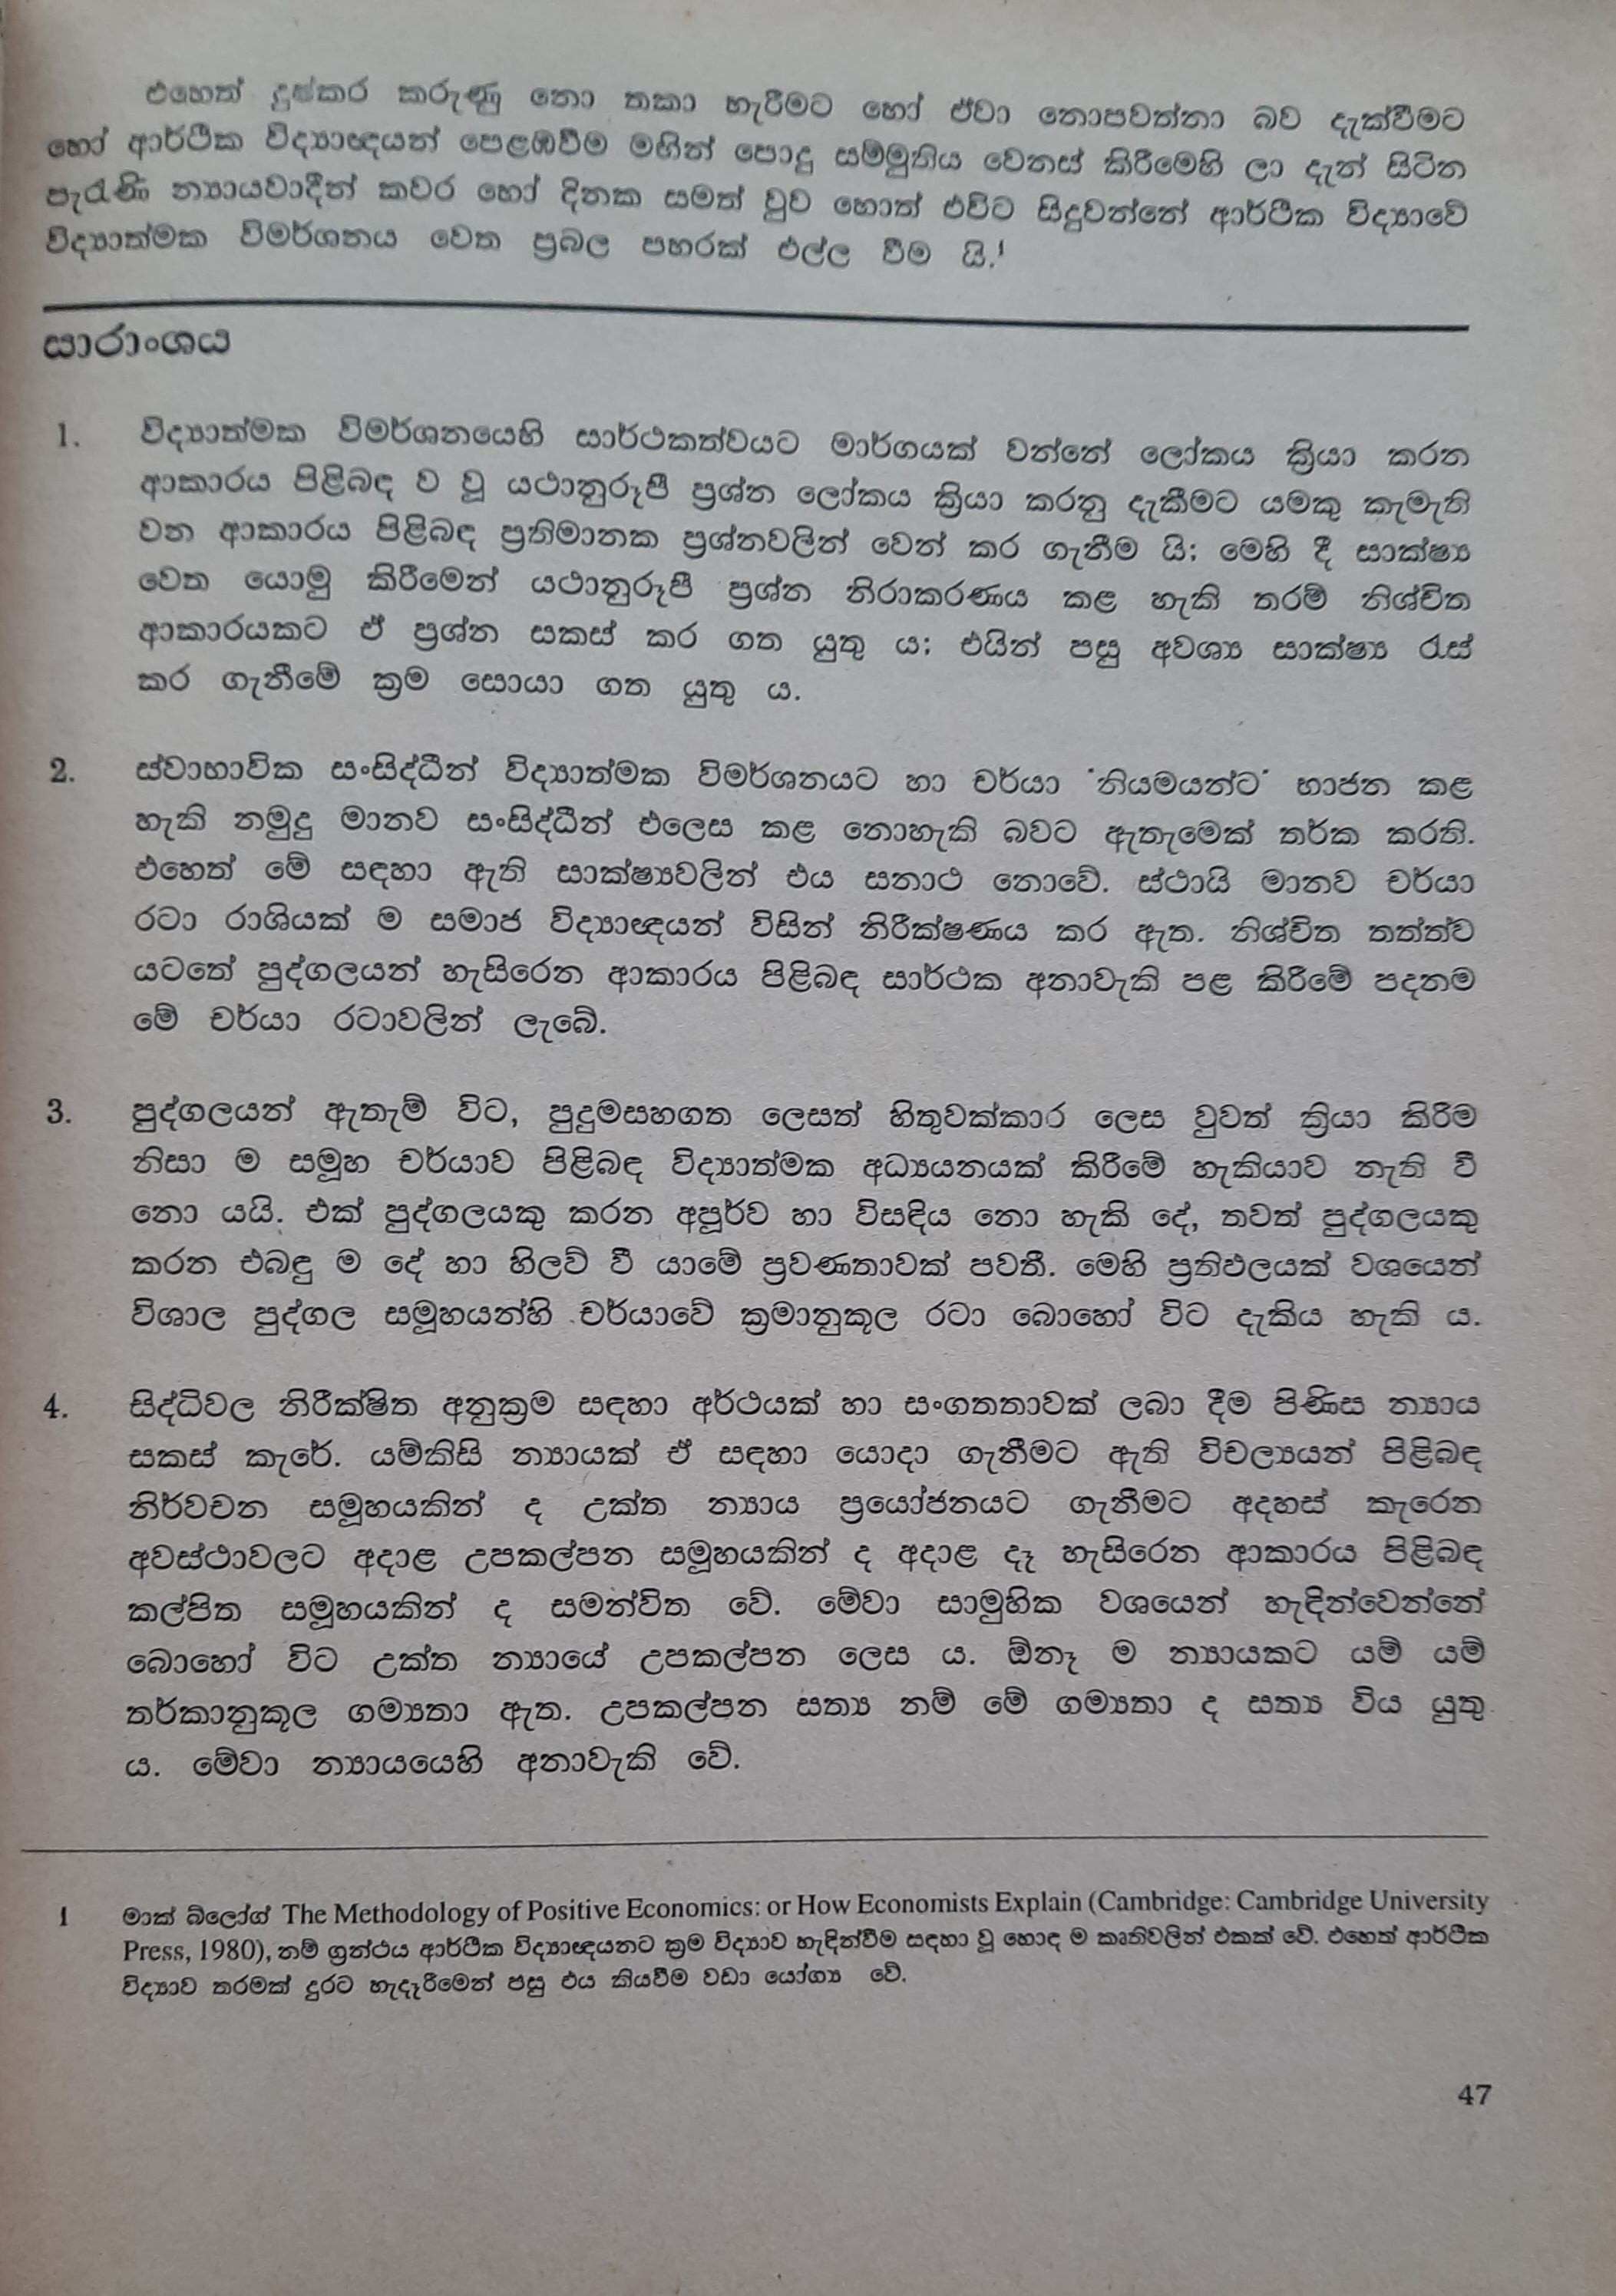 එහෙත් දුෂ්කර කරුණු නො තකා හැරීමට හෝ ඒවා නොපවත්නා බව දැක්වීමට
හෝ ආර්ථික විද්‍යාඥයන් පෙළඹවීම මඟින් පොදු සම්මුතිය වෙනස් කිරීමෙහි ලා දැන් සිටින
පැරැණි න්‍යායවාදීන් කවර හෝ දිනක සමත් වුව හොත් එවිට සිදුවන්නේ ආර්ථික විද්‍යාවේ
විද්‍යාත්මක විමර්ශනය වෙත ප්‍රබල පහරක් එල්ල වීම යි.¹
සාරාංශය
1. විද්‍යාත්මක විමර්ශනයෙහි සාර්ථකත්වයට මාර්ගයක් වන්නේ ලෝකය ක්‍රියා කරන
ආකාරය පිළිබඳ ව වූ යථානුරූපී ප්‍රශ්න ලෝකය ක්‍රියා කරනු දැකීමට යමකු කැමැති
වන ආකාරය පිළිබඳ ප්‍රතිමානක ප්‍රශ්නවලින් වෙන් කර ගැනීම යි; මෙහි දී සාක්ෂ්‍ය
වෙත යොමු කිරීමෙන් යථානුරූපී ප්‍රශ්න නිරාකරණය කළ හැකි තරම් නිශ්චිත
ආකාරයකට ඒ ප්‍රශ්න සකස් කර ගත යුතු ය; එයින් පසු අවශ්‍ය සාක්ෂ්‍ය රැස්
කර ගැනීමේ ක්‍රම සොයා ගත යුතු ය.
2. ස්වාභාවික සංසිද්ධීන් විද්‍යාත්මක විමර්ශනයට හා චර්යා 'නියමයන්ට' භාජන කළ
හැකි නමුදු මානව සංසිද්ධීන් එලෙස කළ නොහැකි බවට ඇතැමෙක් තර්ක කරති.
එහෙත් මේ සඳහා ඇති සාක්ෂ්‍යවලින් එය සනාථ නොවේ. ස්ථායි මානව චර්යා
රටා රාශියක් ම සමාජ විද්‍යාඥයන් විසින් නිරීක්ෂණය කර ඇත. නිශ්චිත තත්ත්ව
යටතේ පුද්ගලයන් හැසිරෙන ආකාරය පිළිබඳ සාර්ථක අනාවැකි පළ කිරීමේ පදනම
මේ චර්යා රටාවලින් ලැබේ.
3. පුද්ගලයන් ඇතැම් විට, පුදුමසහගත ලෙසත් හිතුවක්කාර ලෙස වුවත් ක්‍රියා කිරීම
නිසා ම සමූහ චර්යාව පිළිබඳ විද්‍යාත්මක අධ්‍යයනයක් කිරීමේ හැකියාව නැති වී
නො යයි. එක් පුද්ගලයකු කරන අපූර්ව හා විසඳිය නො හැකි දේ, තවත් පුද්ගලයකු
කරන එබඳු ම දේ හා හිලව් වී යාමේ ප්‍රවණතාවක් පවතී. මෙහි ප්‍රතිඵලයක් වශයෙන්
විශාල පුද්ගල සමූහයන්හි චර්යාවේ ක්‍රමානුකූල රටා බොහෝ විට දැකිය හැකි ය.
4. සිද්ධිවල නිරීක්ෂිත අනුක්‍රම සඳහා අර්ථයක් හා සංගතතාවක් ලබා දීම පිණිස න්‍යාය
සකස් කැරේ. යම්කිසි න්‍යායක් ඒ සඳහා යොදා ගැනීමට ඇති විචල්‍යයන් පිළිබඳ
නිර්වචන සමූහයකින් ද උක්ත න්‍යාය ප්‍රයෝජනයට ගැනීමට අදහස් කැරෙන
අවස්ථාවලට අදාළ උපකල්පන සමූහයකින් ද අදාළ දෑ හැසිරෙන ආකාරය පිළිබඳ
කල්පිත සමූහයකින් ද සමන්විත වේ. මේවා සාමුහික වශයෙන් හැඳින්වෙන්නේ
බොහෝ විට උක්ත න්‍යායේ උපකල්පන ලෙස ය. ඕනෑ ම න්‍යායකට යම් යම්
තර්කානුකූල ගම්‍යතා ඇත. උපකල්පන සත්‍ය නම් මේ ගම්‍යතා ද සත්‍ය විය යුතු
ය. මේවා න්‍යායයෙහි අනාවැකි වේ.
1 මාක් බ්ලෝග් The Methodology of Positive Economics: or How Economists Explain (Cambridge: Cambridge University
Press, 1980), නම් ග්‍රන්ථය ආර්ථික විද්‍යාඥයනට ක්‍රම විද්‍යාව හැඳින්වීම සඳහා වූ හොඳ ම කෘතිවලින් එකක් වේ. එහෙත් ආර්ථික
විද්‍යාව තරමක් දුරට හැදෑරීමෙන් පසු එය කියවීම වඩා යෝග්‍ය වේ.
47